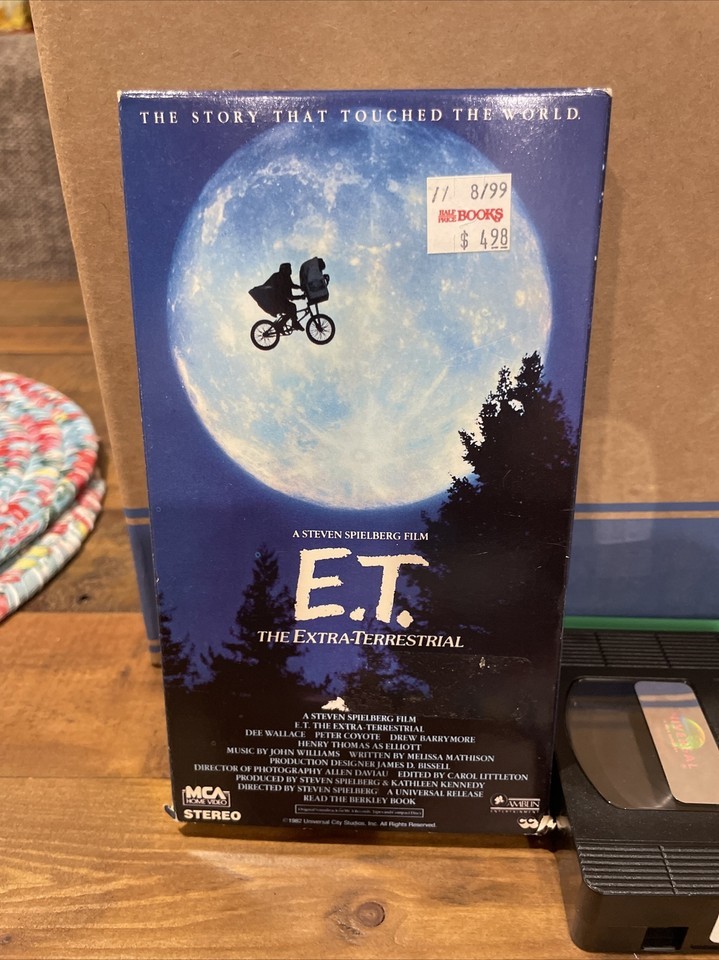 THE STORY THAT TOUCHED THE WORLD.
// 8/99
HALF PRICE BOOKS
$ 4.98
A STEVEN SPIELBERG FILM
E.T.
THE EXTRA-TERRESTRIAL
A STEVEN SPIELBERG FILM
E.T. THE EXTRA-TERRESTRIAL
DEE WALLACE PETER COYOTE DREW BARRYMORE
HENRY THOMAS AS ELLIOTT
MUSIC BY JOHN WILLIAMS WRITTEN BY MELISSA MATHISON
PRODUCTION DESIGNER JAMES D. BISSELL
DIRECTOR OF PHOTOGRAPHY ALLEN DAVIAU EDITED BY CAROL LITTLETON
PRODUCED BY STEVEN SPIELBERG & KATHLEEN KENNEDY
DIRECTED BY STEVEN SPIELBERG A UNIVERSAL RELEASE
READ THE BERKLEY BOOK
MCA
HOME VIDEO
STEREO
AMBLIN
ENTERTAINMENT
©1982 Universal City Studios, Inc. All Rights Reserved.